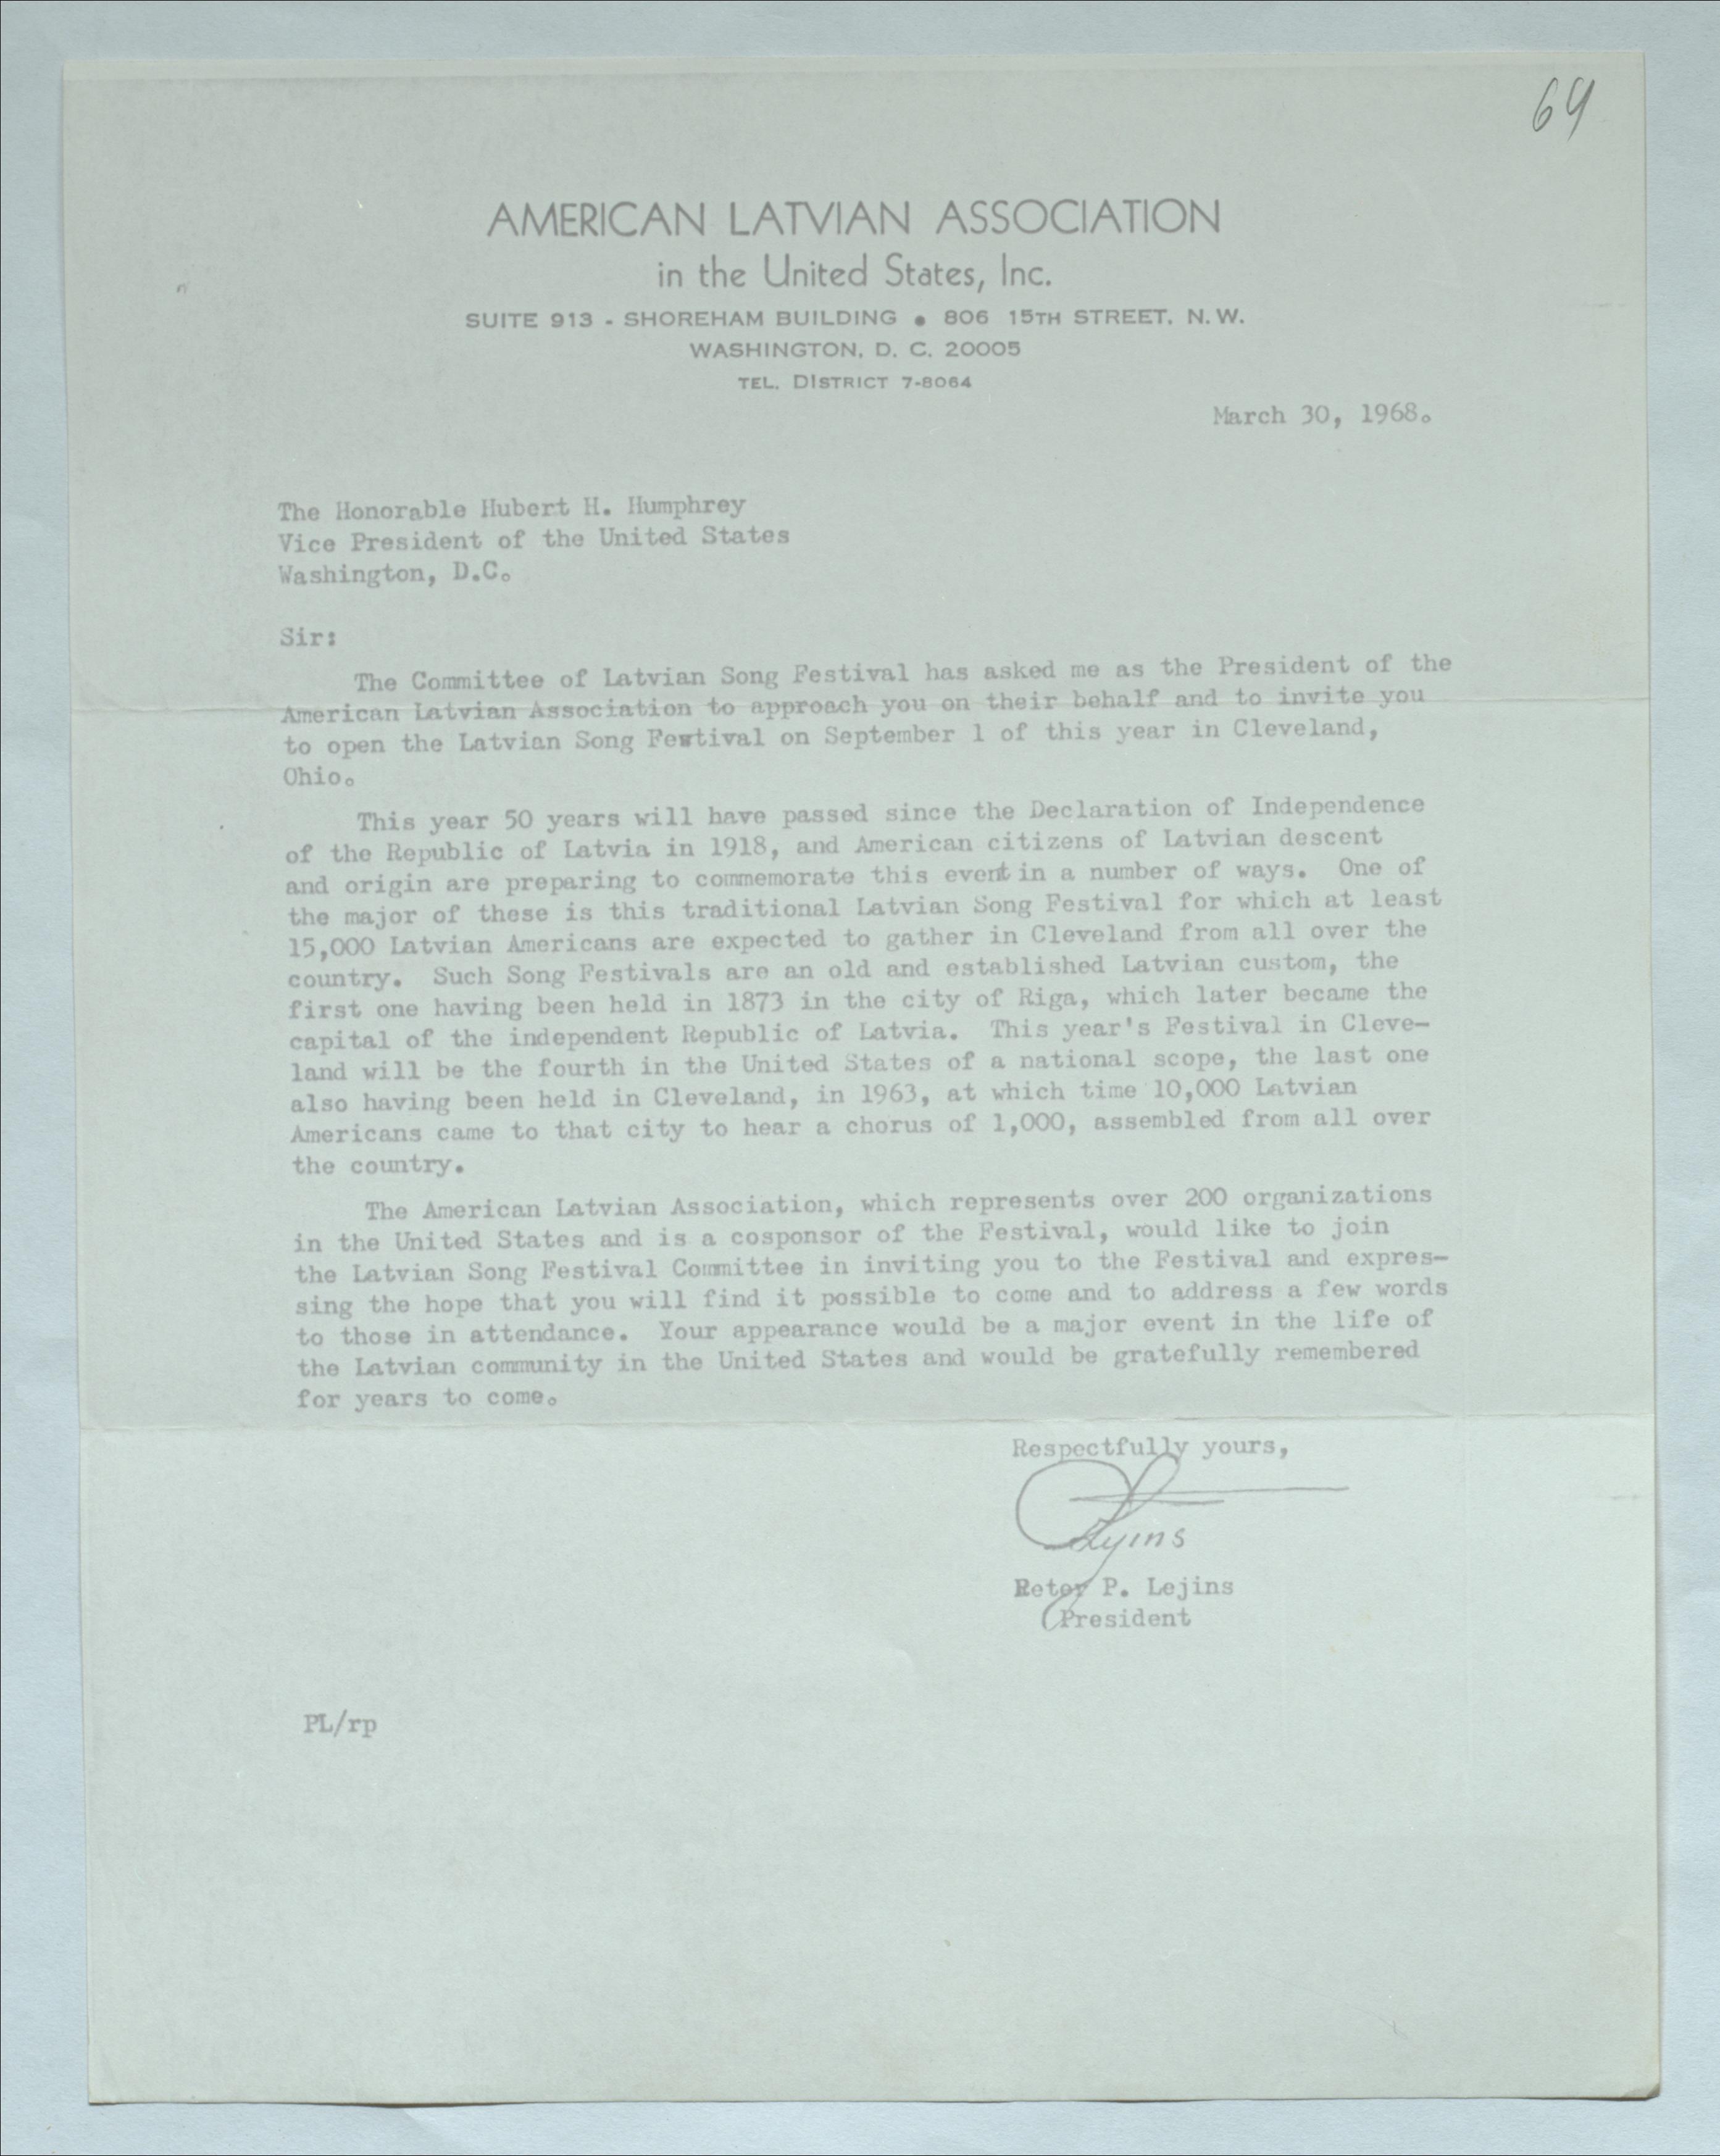 69
AMERICAN LATVIAN ASSOCIATION
in the United States, Inc.
SUITE 913 - SHOREHAM BUILDING ● 806 15TH STREET, N.W.
WASHINGTON, D. C. 20005
TEL. DISTRICT 7-8064
March 30, 1968.
The Honorable Hubert H. Humphrey
Vice President of the United States
Washington, D.C.
Sir:
The Committee of Latvian Song Festival has asked me as the President of the
American Latvian Association to approach you on their behalf and to invite you
to open the Latvian Song Festival on September 1 of this year in Cleveland,
Ohio.
This year 50 years will have passed since the Declaration of Independence
of the Republic of Latvia in 1918, and American citizens of Latvian descent
and origin are preparing to commemorate this event in a number of ways. One of
the major of these is this traditional Latvian Song Festival for which at least
15,000 Latvian Americans are expected to gather in Cleveland from all over the
country. Such Song Festivals are an old and established Latvian custom, the
first one having been held in 1873 in the city of Riga, which later became the
capital of the independent Republic of Latvia. This year's Festival in Cleve-
land will be the fourth in the United States of a national scope, the last one
also having been held in Cleveland, in 1963, at which time 10,000 Latvian
Americans came to that city to hear a chorus of 1,000, assembled from all over
the country.
The American Latvian Association, which represents over 200 organizations
in the United States and is a cosponsor of the Festival, would like to join
the Latvian Song Festival Committee in inviting you to the Festival and expres-
sing the hope that you will find it possible to come and to address a few words
to those in attendance. Your appearance would be a major event in the life of
the Latvian community in the United States and would be gratefully remembered
for years to come.
Respectfully yours,
Peter P. Lejins
President
PL/rp